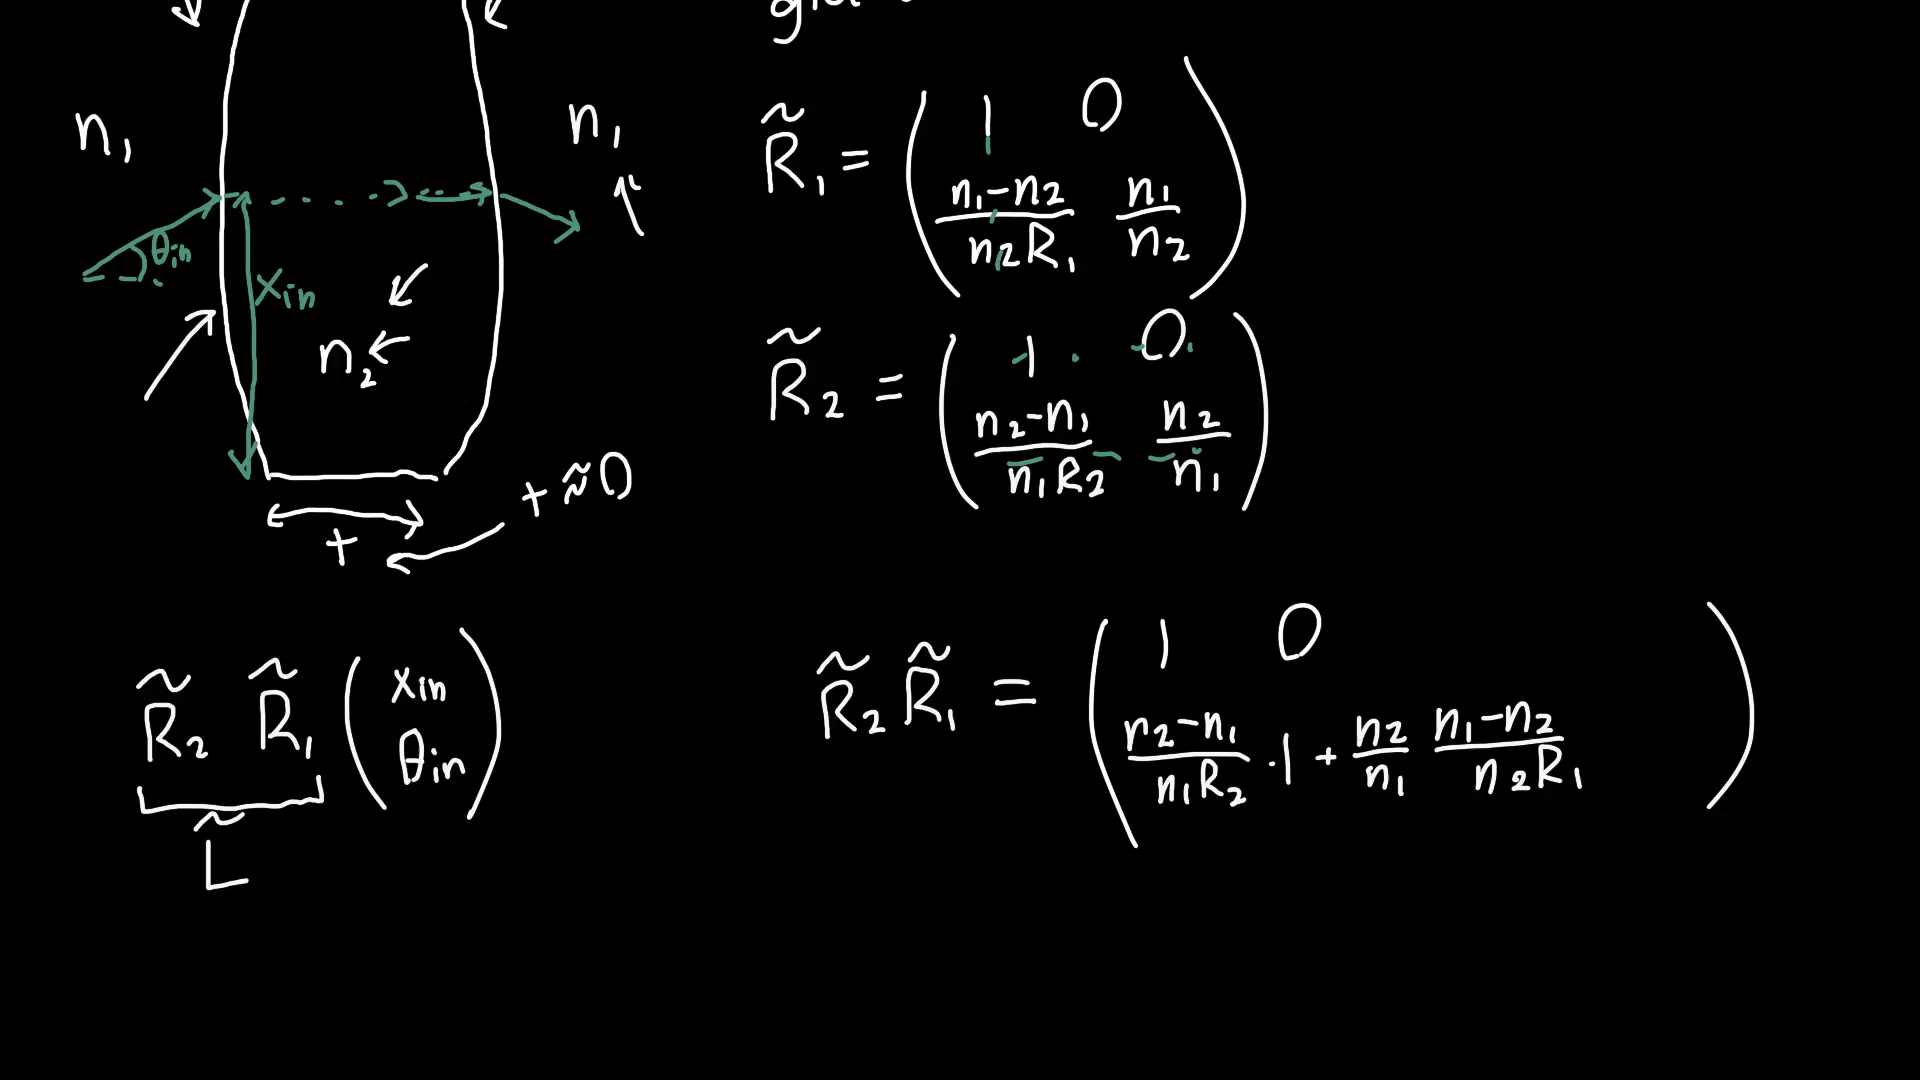 n₁
n₁
θin
xin
n₂
t ≈ 0
t
R̃₁ = ( 1 0
(n₁-n₂)/(n₂R₁) n₁/n₂ )
R̃₂ = ( 1 0
(n₂-n₁)/(n₁R₂) n₂/n₁ )
R̃₂ R̃₁ ( xin
θin )
L̃
R̃₂ R̃₁ = ( 1 0
(n₂-n₁)/(n₁R₂) · 1 + n₂/n₁ (n₁-n₂)/(n₂R₁) )